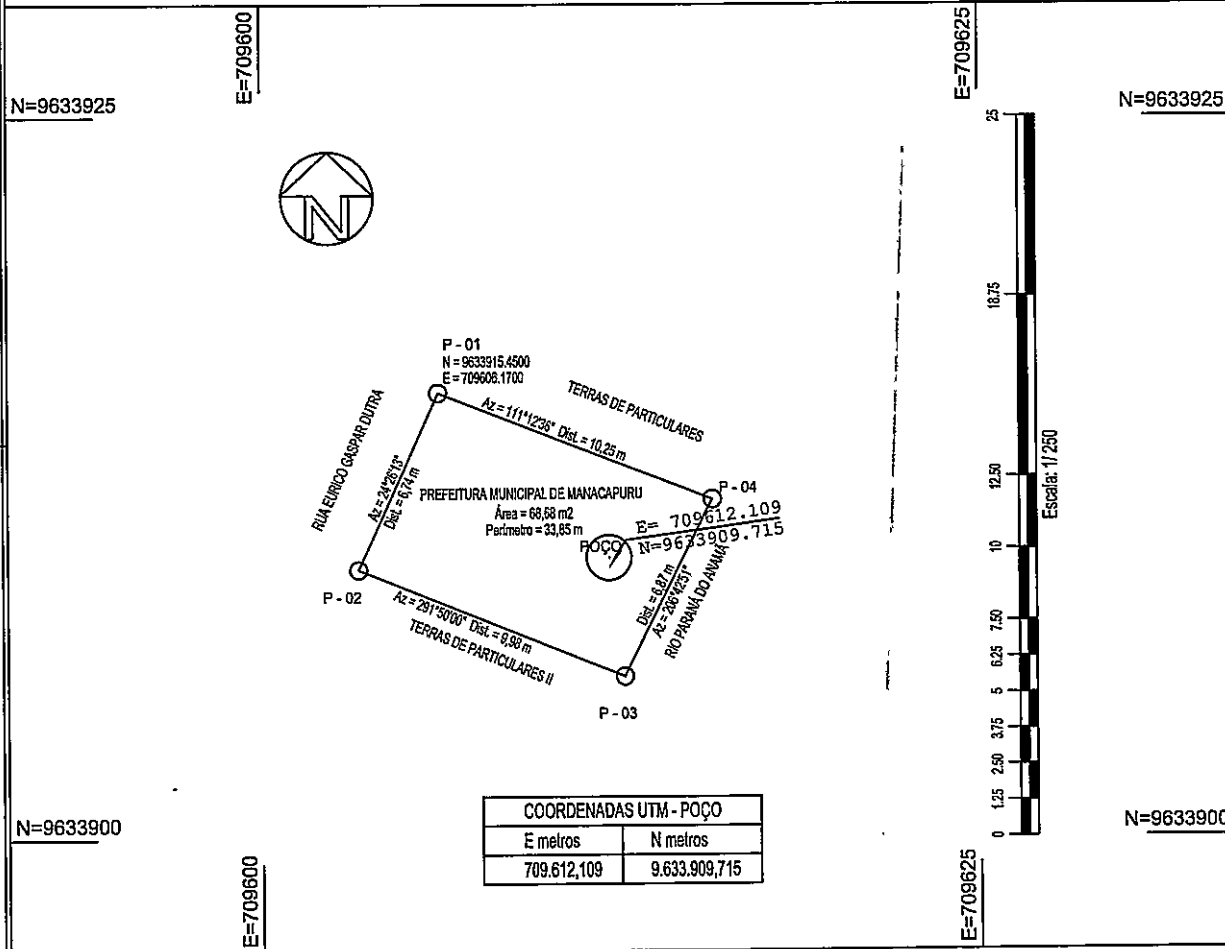 E=709600
E=709625
N=9633925
N=9633925
N
P - 01
N = 9633915.4500
E = 709606.1700
TERRAS DE PARTICULARES
Az = 111°12'36" Dist. = 10,25 m
RUA EURICO GASPAR DUTRA
Az = 24°26'13"
Dist. = 6,74 m
PREFEITURA MUNICIPAL DE MANACAPURU
Área = 68,68 m2
Perímetro = 33,85 m
P - 04
E= 709612.109
N=9633909.715
POÇO
Dist. = 6,87 m
Az = 206°42'51"
RIO PARANÁ DO ANAMÃ
P - 02
Az = 291°50'00" Dist. = 9,98 m
TERRAS DE PARTICULARES II
P - 03
25
18.75
12.50
10
7.50
6.25
5
3.75
2.50
1.25
0
Escala: 1/ 250
COORDENADAS UTM - POÇO
E metros N metros
709.612,109 9.633.909,715
N=9633900
N=9633900
E=709600
E=709625